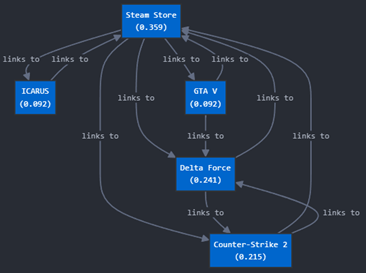 Steam Store
(0.359)
links to
links to
links to
links to
ICARUS
(0.092)
GTA V
(0.092)
links to
links to
links to
links to
links to
Delta Force
(0.241)
links to
links to
Counter-Strike 2
(0.215)